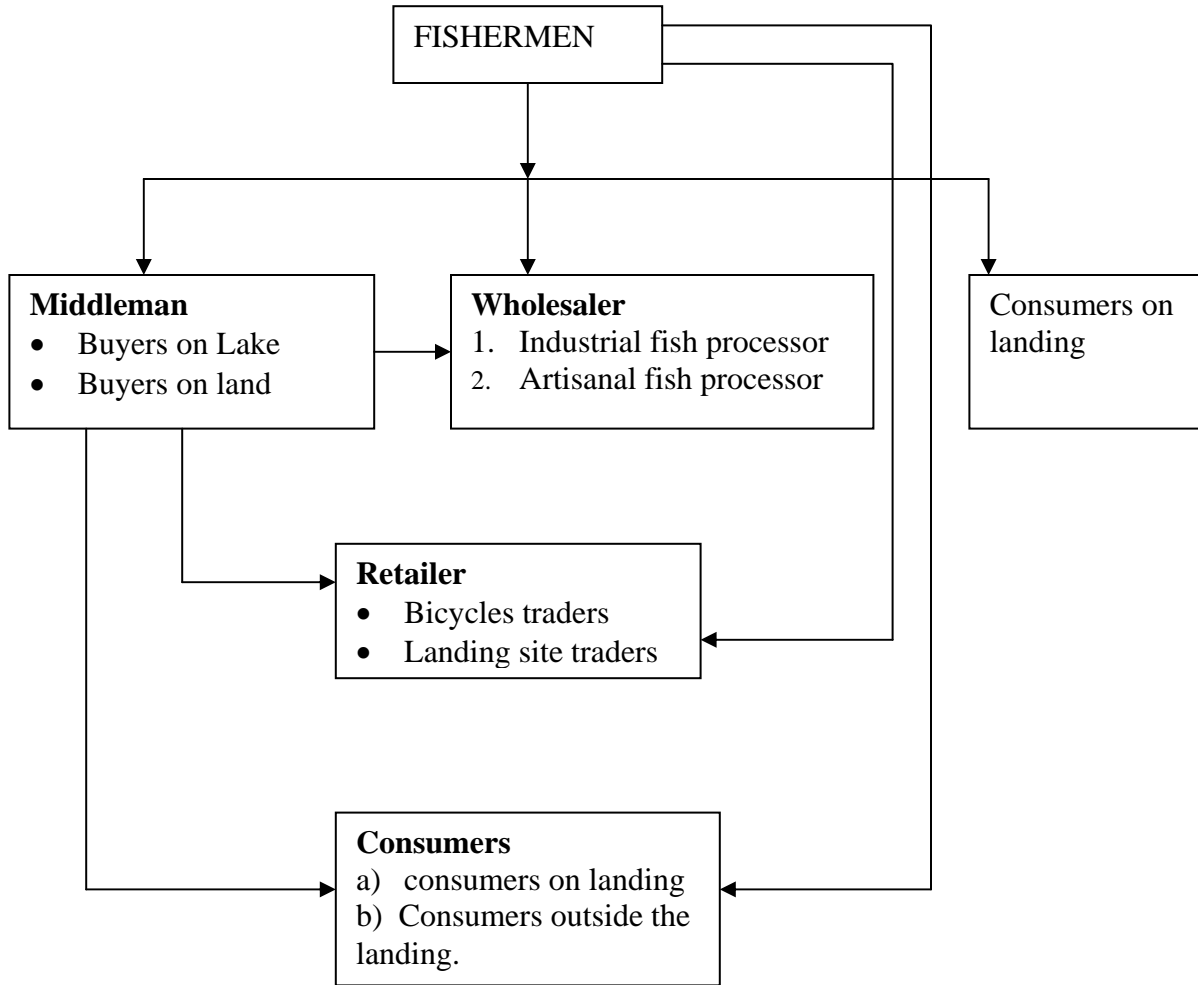 FISHERMEN
Middleman
• Buyers on Lake
• Buyers on land
Wholesaler
1. Industrial fish processor
2. Artisanal fish processor
Consumers on
landing
Retailer
• Bicycles traders
• Landing site traders
Consumers
a) consumers on landing
b) Consumers outside the
landing.